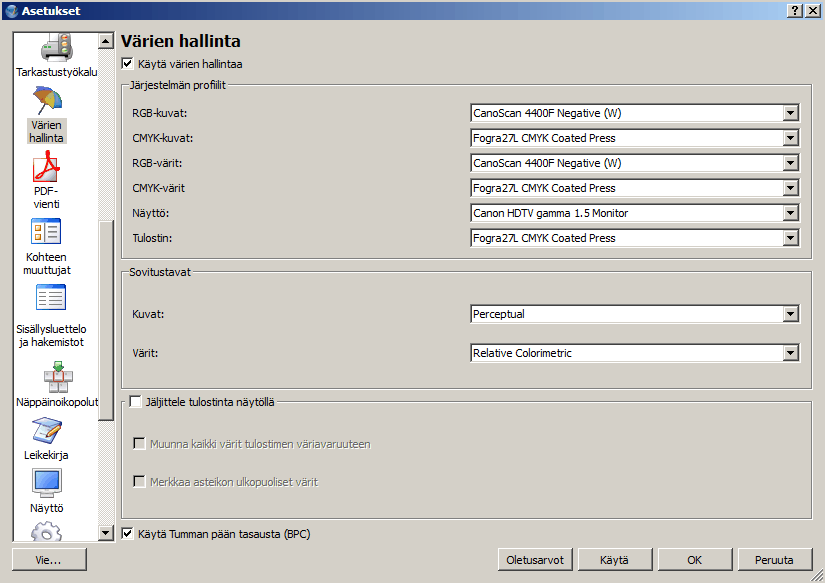 Asetukset
Tarkastustyökalu
Värien
hallinta
PDF-
vienti
Kohteen
muuttujat
Sisällysluettelo
ja hakemistot
Näppäinoikopolut
Leikekirja
Näyttö
Värien hallinta
Käytä värien hallintaa
Järjestelmän profiilit
RGB-kuvat: CanoScan 4400F Negative (W)
CMYK-kuvat: Fogra27L CMYK Coated Press
RGB-värit: CanoScan 4400F Negative (W)
CMYK-värit Fogra27L CMYK Coated Press
Näyttö: Canon HDTV gamma 1.5 Monitor
Tulostin: Fogra27L CMYK Coated Press
Sovitustavat
Kuvat: Perceptual
Värit: Relative Colorimetric
Jäljittele tulostinta näytöllä
Muunna kaikki värit tulostimen väriavaruuteen
Merkkaa asteikon ulkopuoliset värit
Käytä Tumman pään tasausta (BPC)
Vie... Oletusarvot Käytä OK Peruuta